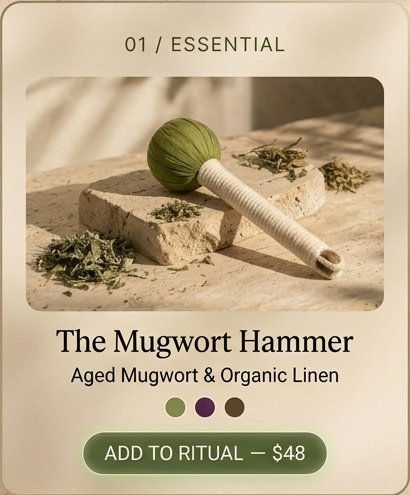 01 / ESSENTIAL
The Mugwort Hammer
Aged Mugwort & Organic Linen
ADD TO RITUAL — $48